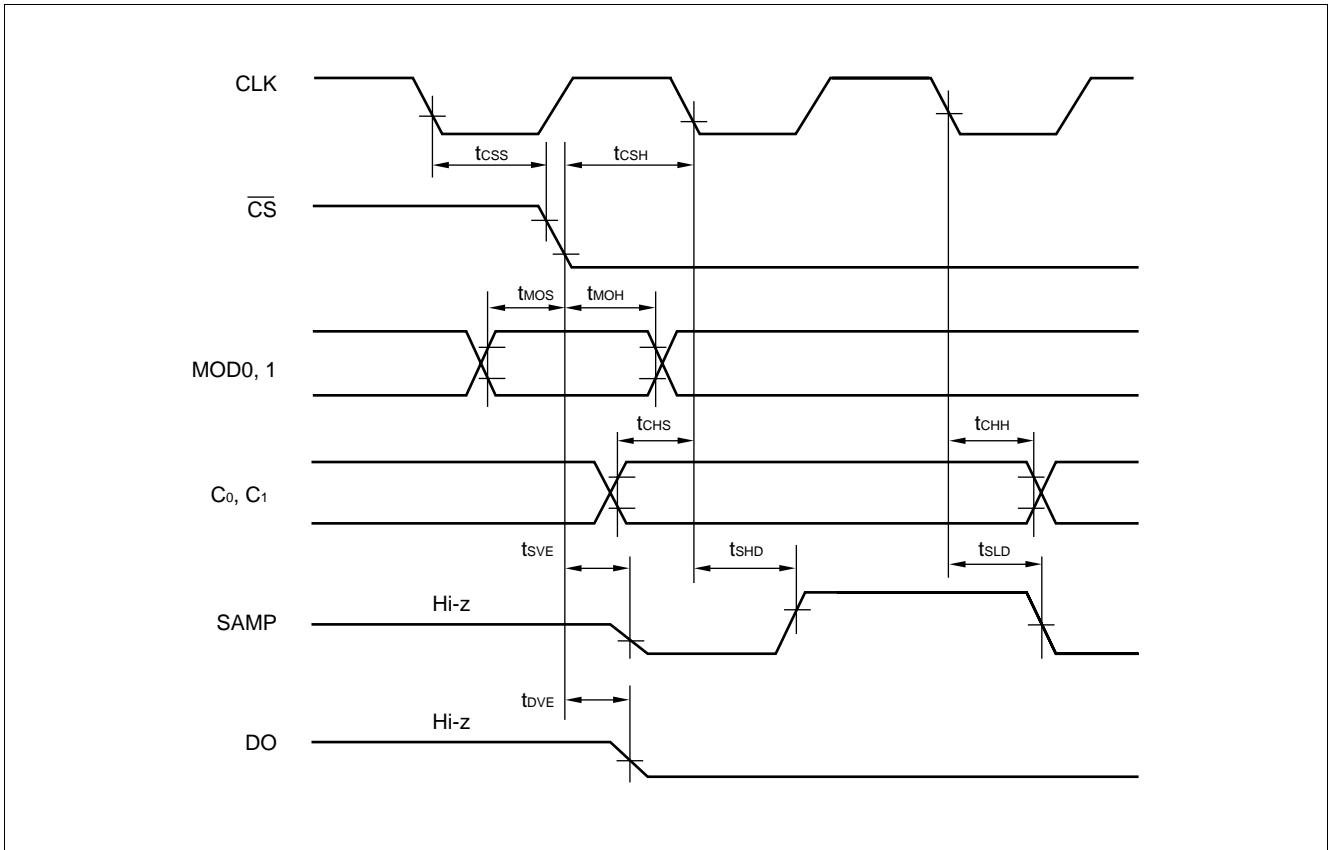 CLK
tCSS
tCSH
C̅S̅
tMOS
tMOH
MOD0, 1
tCHS
tCHH
C0, C1
tSVE
tSHD
tSLD
Hi-z
SAMP
tDVE
Hi-z
DO